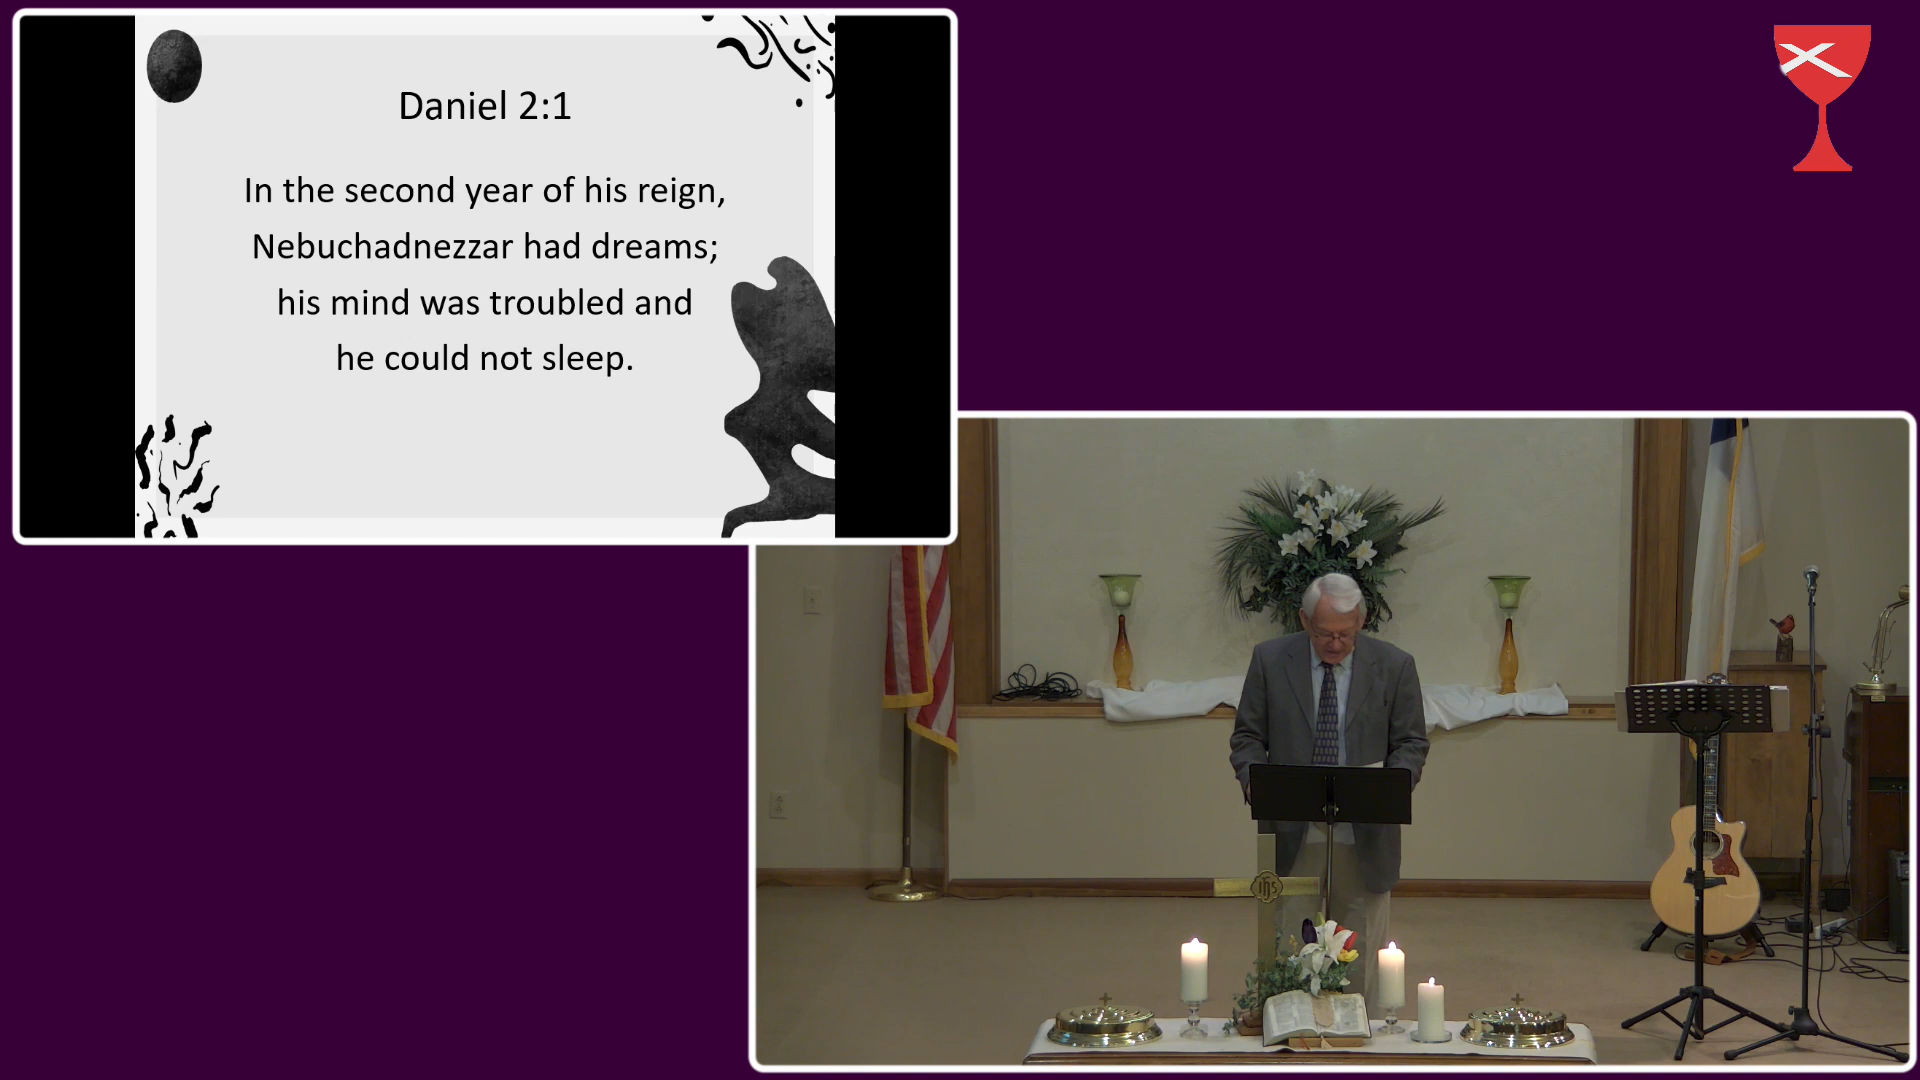 Daniel 2:1
In the second year of his reign,
Nebuchadnezzar had dreams;
his mind was troubled and
he could not sleep.
IHS